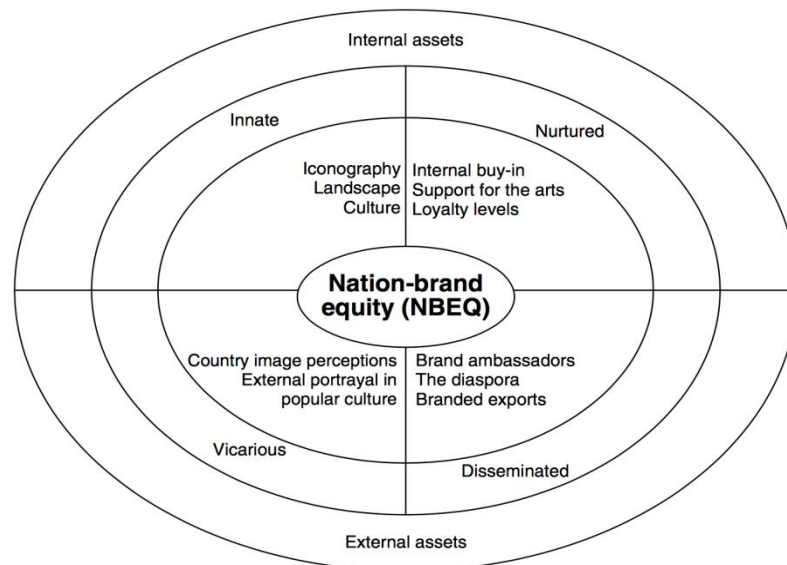 Internal assets
Innate
Nurtured
Iconography
Landscape
Culture
Internal buy-in
Support for the arts
Loyalty levels
Nation-brand
equity (NBEQ)
Country image perceptions
External portrayal in
popular culture
Brand ambassadors
The diaspora
Branded exports
Vicarious
Disseminated
External assets